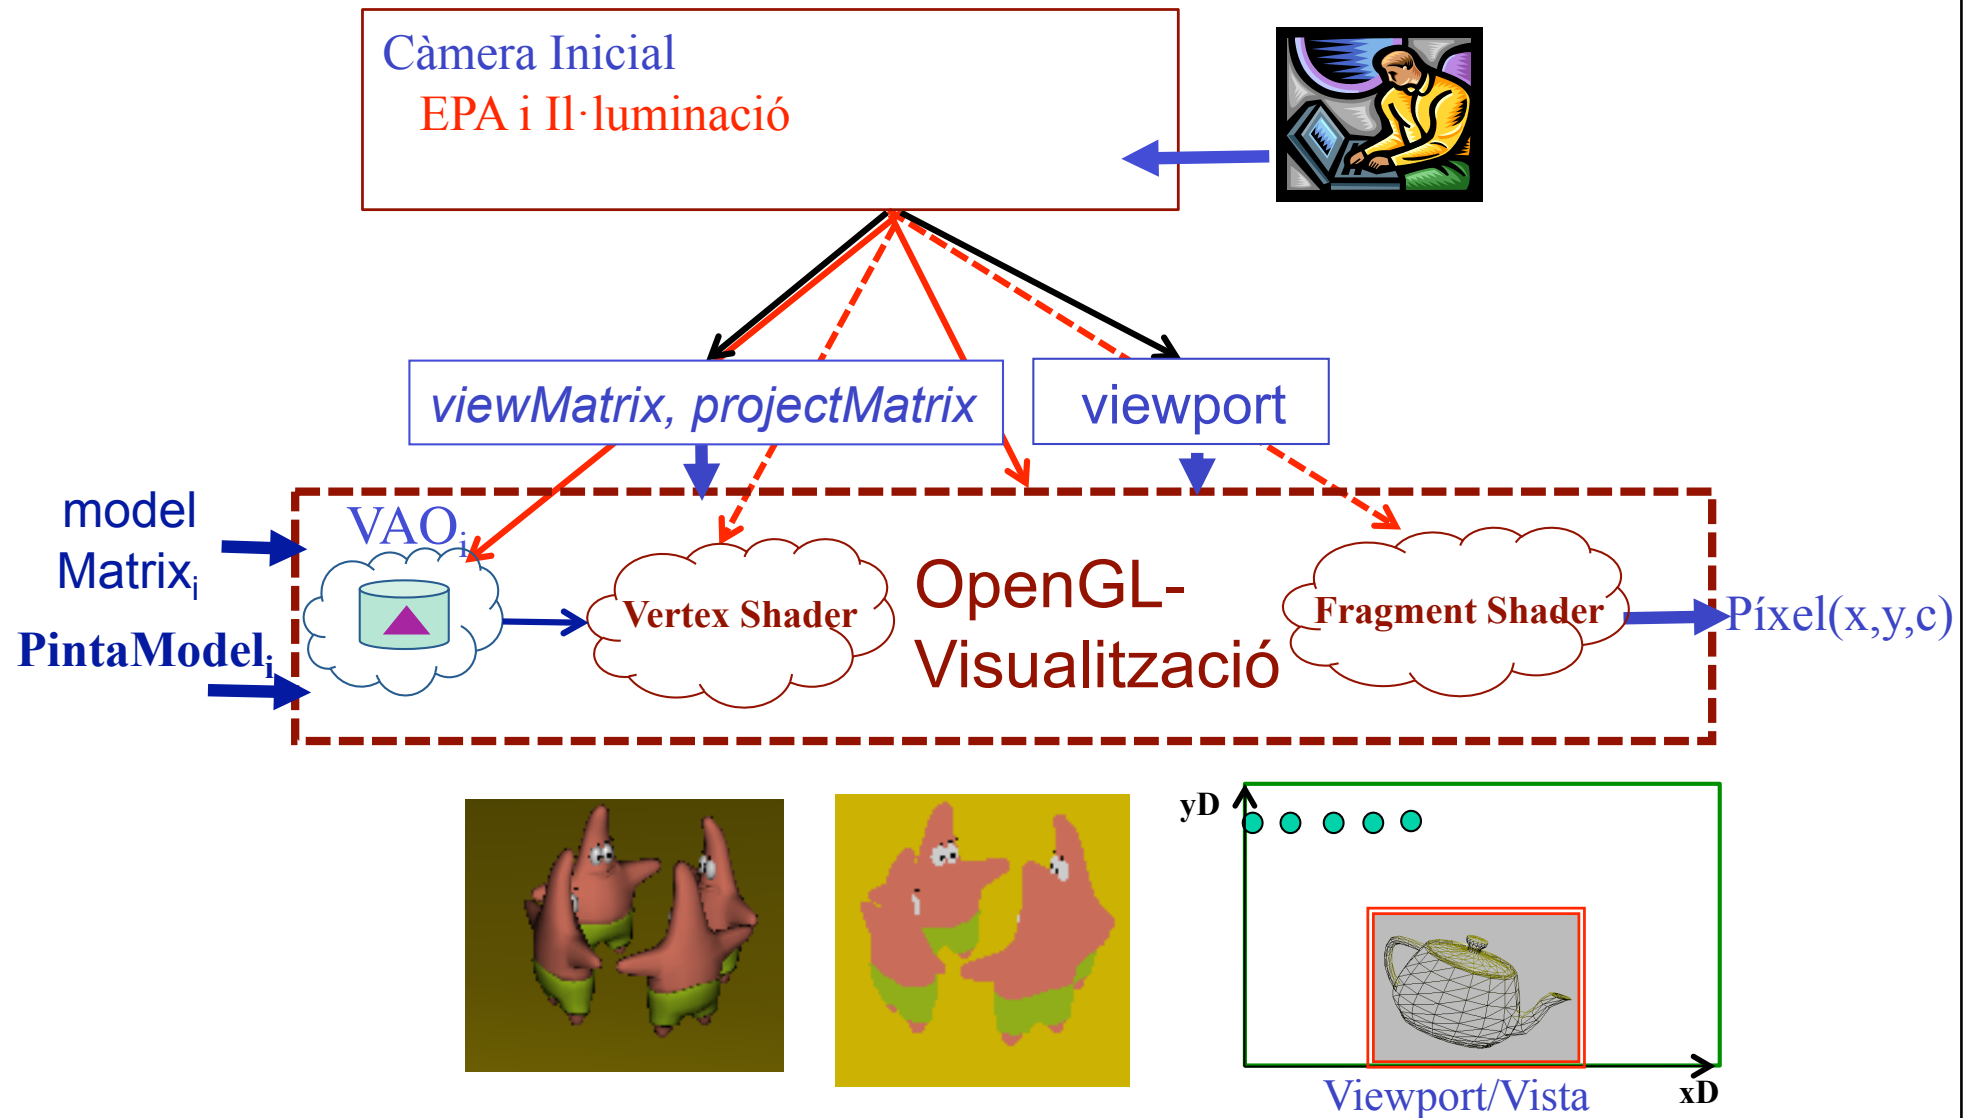 Càmera Inicial
EPA i Il·luminació
viewMatrix, projectMatrix
viewport
model
Matrixi
PintaModeli
VAOi
Vertex Shader
OpenGL-
Visualització
Fragment Shader
Píxel(x,y,c)
yD
xD
Viewport/Vista